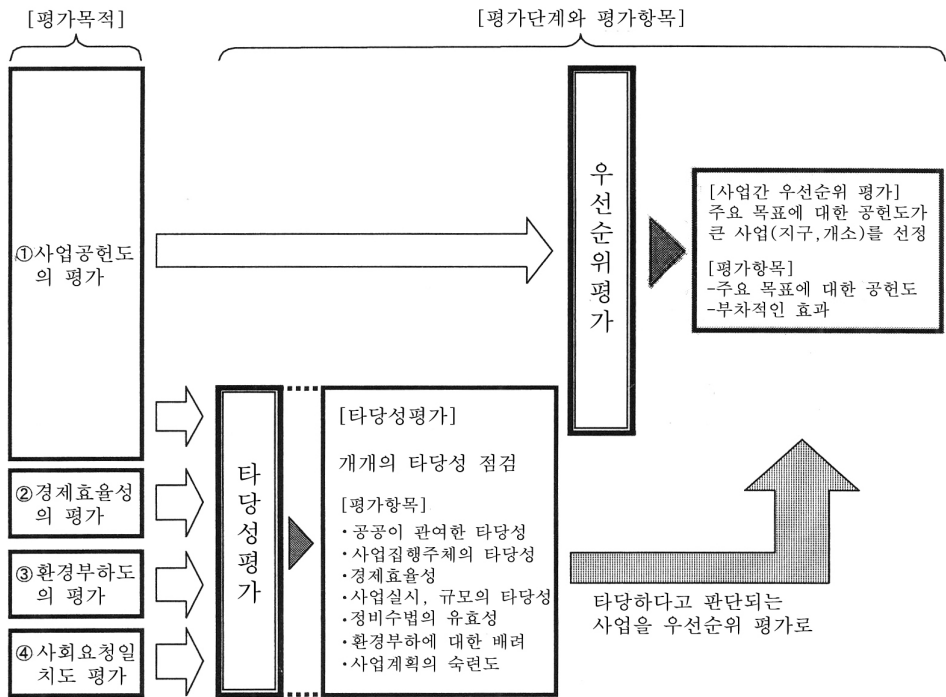 [평가목적]
[평가단계와 평가항목]
①사업공헌도
의 평가
②경제효율성
의 평가
③환경부하도
의 평가
④사회요청일
치도 평가
타당성평가
[타당성평가]
개개의 타당성 점검
[평가항목]
·공공이 관여한 타당성
·사업집행주체의 타당성
·경제효율성
·사업실시, 규모의 타당성
·정비수법의 유효성
·환경부하에 대한 배려
·사업계획의 숙련도
우선순위평가
[사업간 우선순위 평가]
주요 목표에 대한 공헌도가
큰 사업(지구,개소)를 선정
[평가항목]
-주요 목표에 대한 공헌도
-부차적인 효과
타당하다고 판단되는
사업을 우선순위 평가로